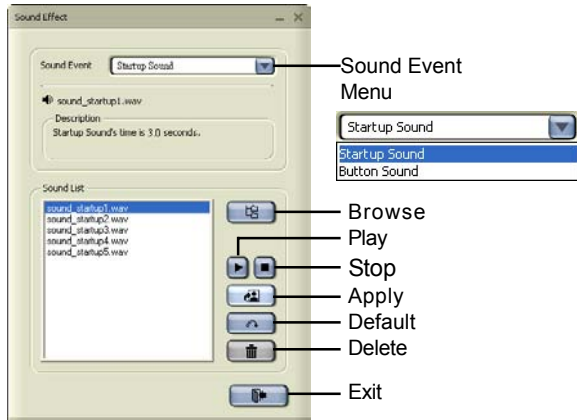 Sound Effect
Sound Event
Startup Sound
sound_startup1.wav
Description
Startup Sound's time is 3.0 seconds.
Sound List
sound_startup1.wav
sound_startup2.wav
sound_startup3.wav
sound_startup4.wav
sound_startup5.wav
Sound Event
Menu
Startup Sound
Startup Sound
Button Sound
Browse
Play
Stop
Apply
Default
Delete
Exit